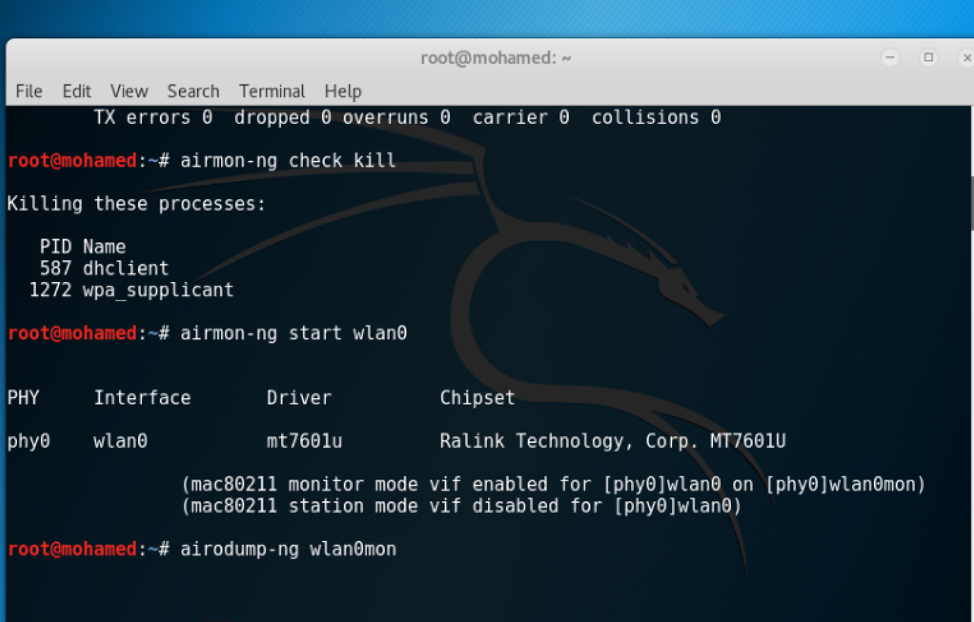 root@mohamed: ~
File Edit View Search Terminal Help
TX errors 0 dropped 0 overruns 0 carrier 0 collisions 0
root@mohamed:~# airmon-ng check kill
Killing these processes:
PID Name
587 dhclient
1272 wpa_supplicant
root@mohamed:~# airmon-ng start wlan0
PHY Interface Driver Chipset
phy0 wlan0 mt7601u Ralink Technology, Corp. MT7601U
(mac80211 monitor mode vif enabled for [phy0]wlan0 on [phy0]wlan0mon)
(mac80211 station mode vif disabled for [phy0]wlan0)
root@mohamed:~# airodump-ng wlan0mon